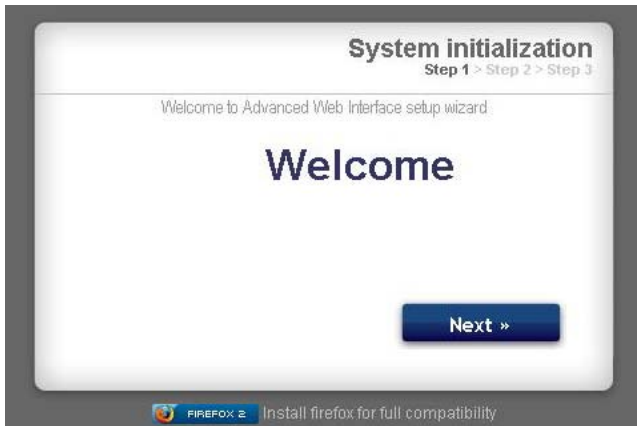 System initialization
Step 1 > Step 2 > Step 3
Welcome to Advanced Web Interface setup wizard
Welcome
Next »
FIREFOX 2 Install firefox for full compatibility